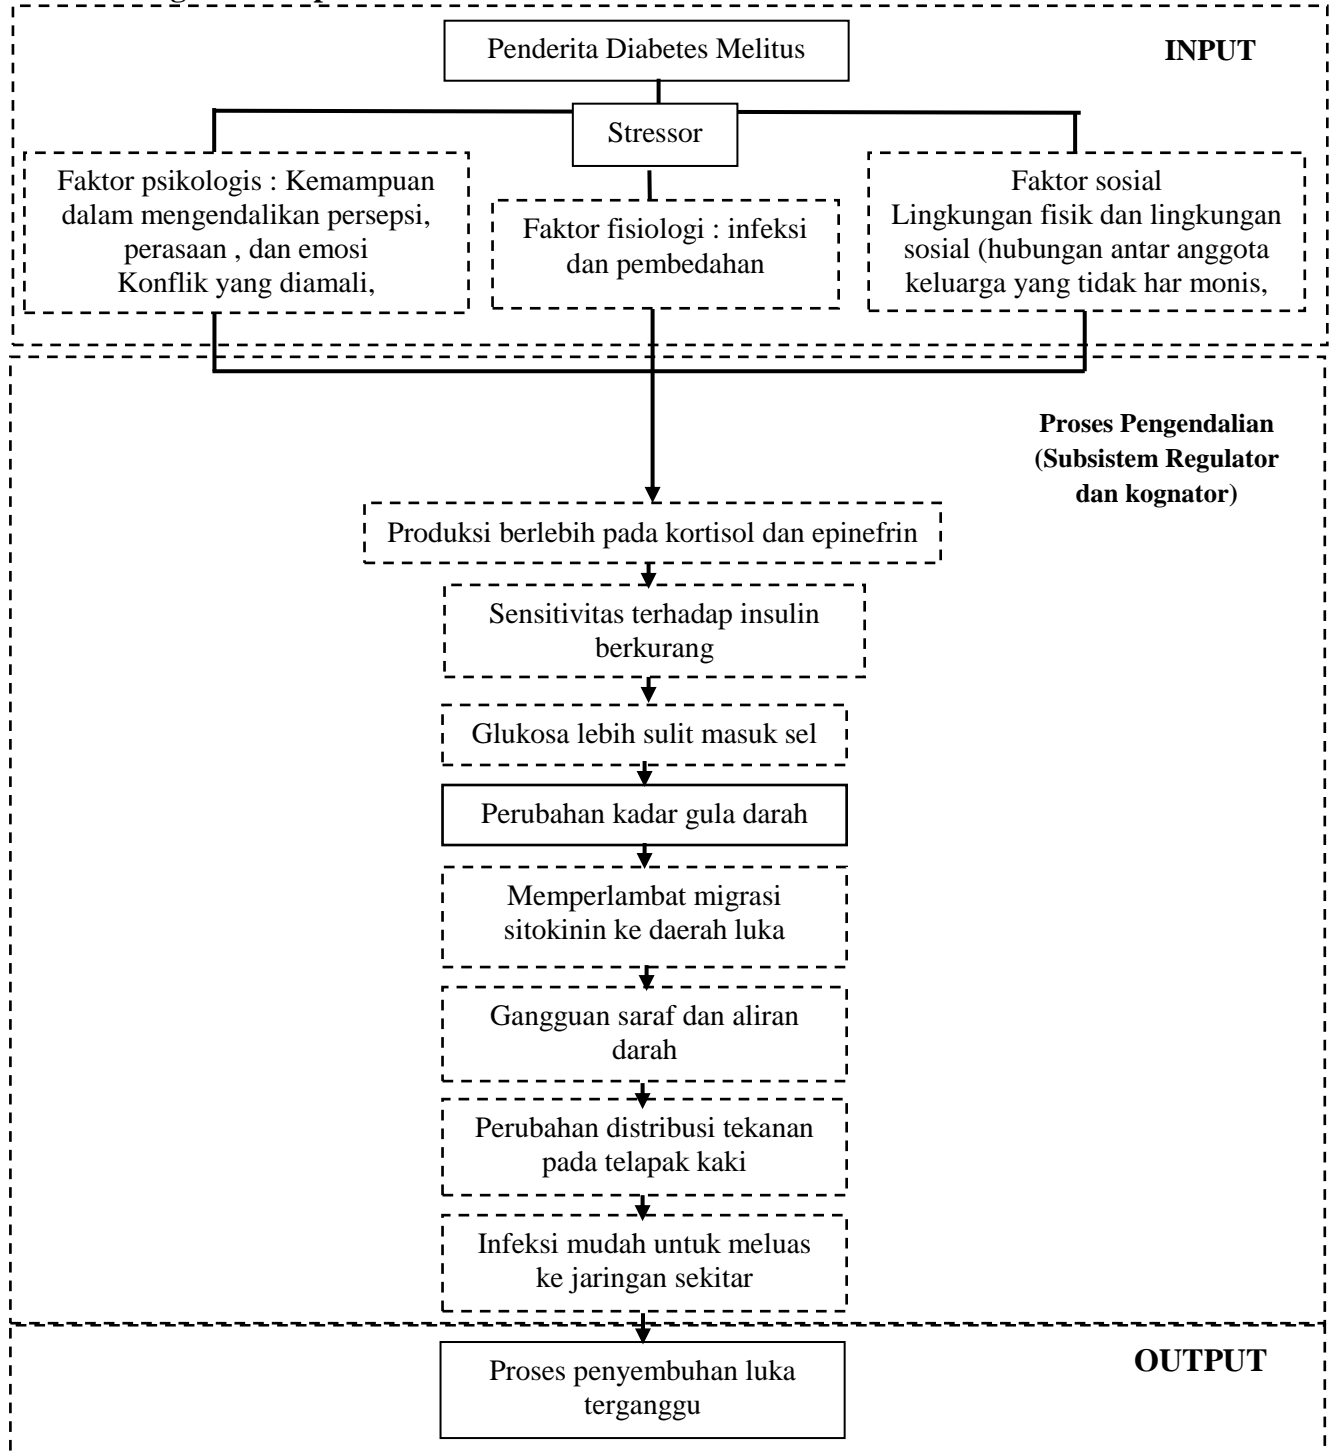 Penderita Diabetes Melitus
INPUT
Stressor
Faktor psikologis : Kemampuan
dalam mengendalikan persepsi,
perasaan , dan emosi
Konflik yang diamali,
Faktor fisiologi : infeksi
dan pembedahan
Faktor sosial
Lingkungan fisik dan lingkungan
sosial (hubungan antar anggota
keluarga yang tidak har monis,
Proses Pengendalian
(Subsistem Regulator
dan kognator)
Produksi berlebih pada kortisol dan epinefrin
Sensitivitas terhadap insulin
berkurang
Glukosa lebih sulit masuk sel
Perubahan kadar gula darah
Memperlambat migrasi
sitokinin ke daerah luka
Gangguan saraf dan aliran
darah
Perubahan distribusi tekanan
pada telapak kaki
Infeksi mudah untuk meluas
ke jaringan sekitar
OUTPUT
Proses penyembuhan luka
terganggu